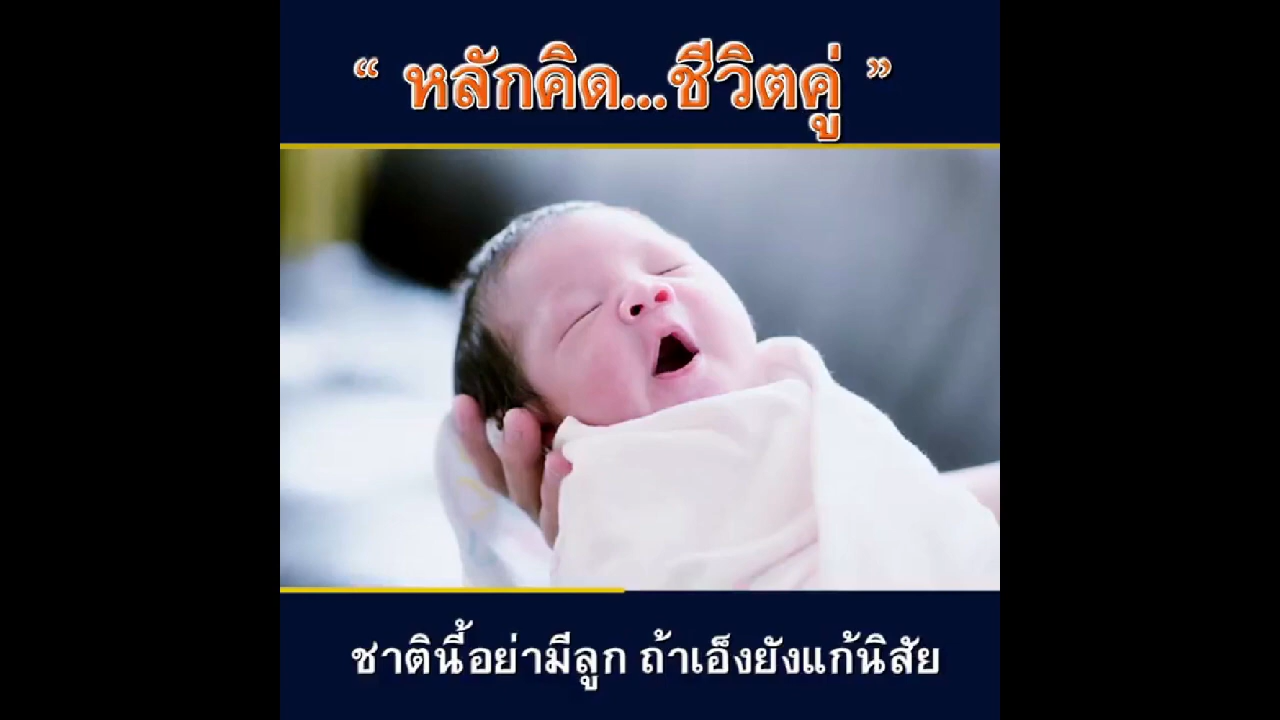 “ หลักคิด...ชีวิตคู่ ”
ชาตินี้อย่ามีลูก ถ้าเอ็งยังแก้นิสัย